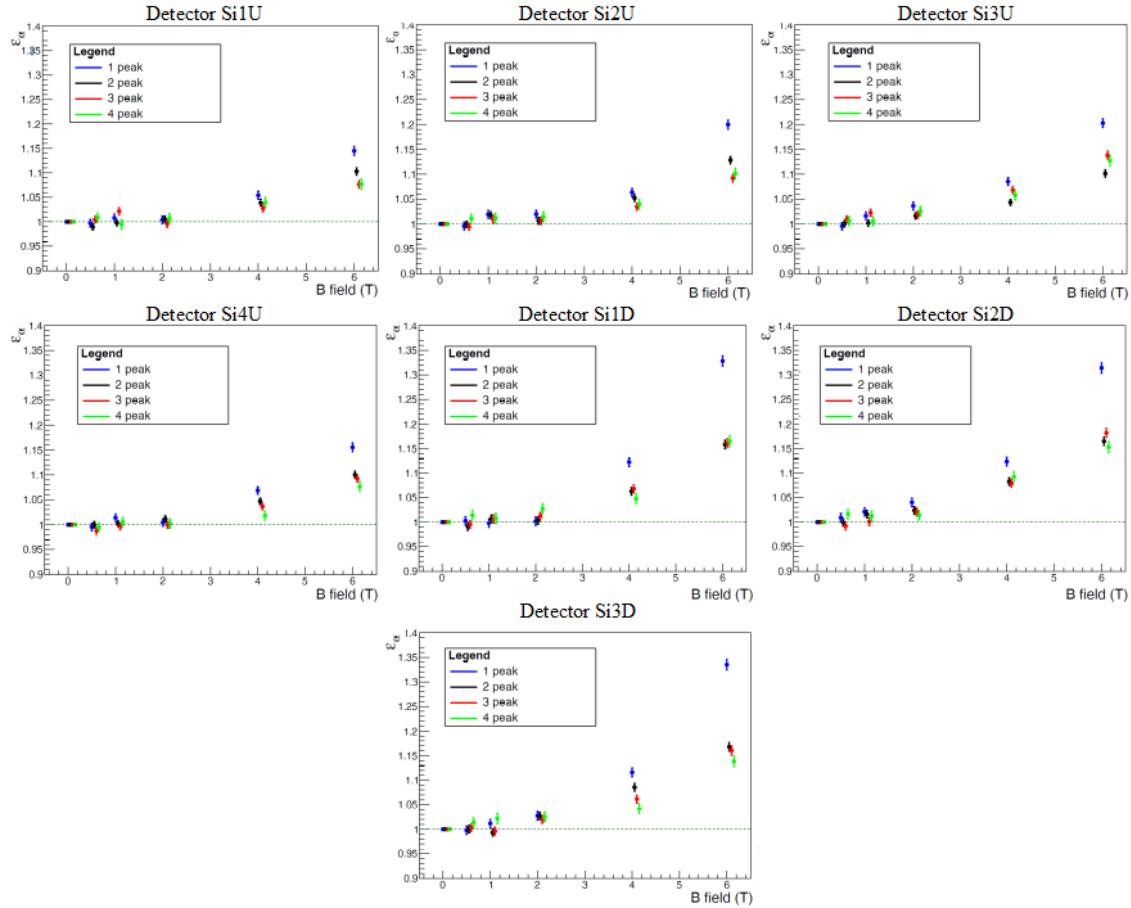 Detector Si1U
Detector Si2U
Detector Si3U
εα
1.4
1.35
1.3
1.25
1.2
1.15
1.1
1.05
1
0.95
0.9
Legend
1 peak
2 peak
3 peak
4 peak
0 1 2 3 4 5 6
B field (T)
εα
1.4
1.35
1.3
1.25
1.2
1.15
1.1
1.05
1
0.95
0.9
Legend
1 peak
2 peak
3 peak
4 peak
0 1 2 3 4 5 6
B field (T)
εα
1.4
1.35
1.3
1.25
1.2
1.15
1.1
1.05
1
0.95
0.9
Legend
1 peak
2 peak
3 peak
4 peak
0 1 2 3 4 5 6
B field (T)
Detector Si4U
Detector Si1D
Detector Si2D
εα
1.4
1.35
1.3
1.25
1.2
1.15
1.1
1.05
1
0.95
0.9
Legend
1 peak
2 peak
3 peak
4 peak
0 1 2 3 4 5 6
B field (T)
εα
1.4
1.35
1.3
1.25
1.2
1.15
1.1
1.05
1
0.95
0.9
Legend
1 peak
2 peak
3 peak
4 peak
0 1 2 3 4 5 6
B field (T)
εα
1.4
1.35
1.3
1.25
1.2
1.15
1.1
1.05
1
0.95
0.9
Legend
1 peak
2 peak
3 peak
4 peak
0 1 2 3 4 5 6
B field (T)
Detector Si3D
εα
1.4
1.35
1.3
1.25
1.2
1.15
1.1
1.05
1
0.95
0.9
Legend
1 peak
2 peak
3 peak
4 peak
0 1 2 3 4 5 6
B field (T)